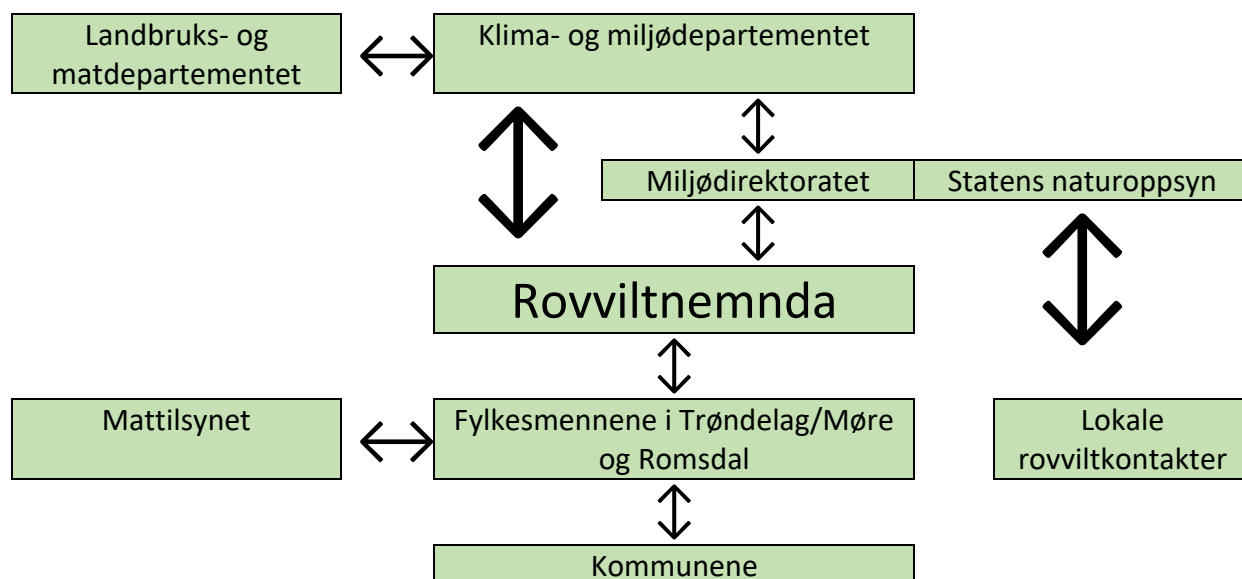 Landbruks- og
matdepartementet
Klima- og miljødepartementet
Miljødirektoratet
Statens naturoppsyn
Rovviltnemnda
Mattilsynet
Fylkesmennene i Trøndelag/Møre
og Romsdal
Lokale
rovviltkontakter
Kommunene